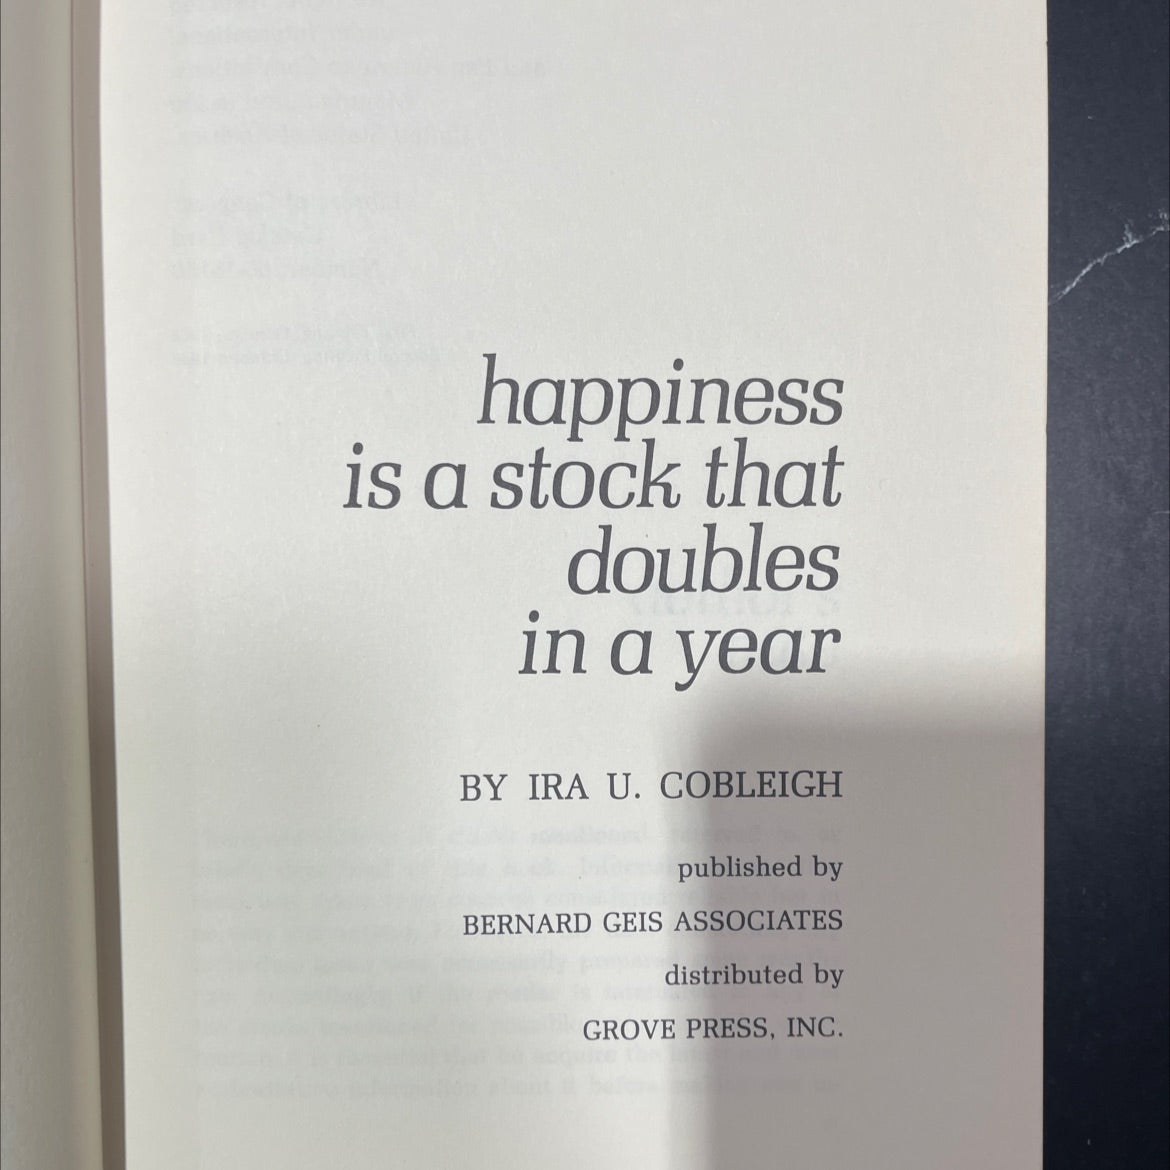 happiness
is a stock that
doubles
in a year
BY IRA U. COBLEIGH
published by
BERNARD GEIS ASSOCIATES
distributed by
GROVE PRESS, INC.